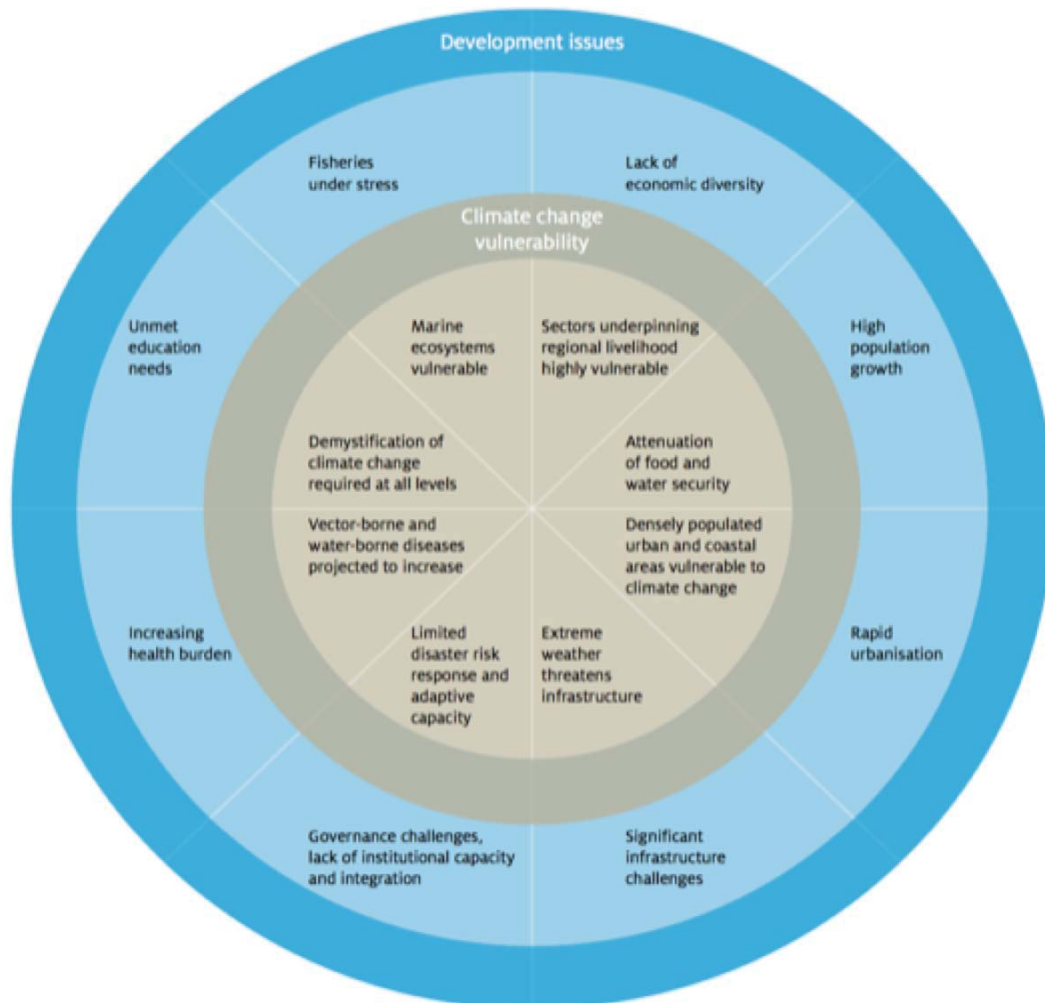 Development issues
Fisheries
under stress
Lack of
economic diversity
Climate change
vulnerability
Unmet
education
needs
Marine
ecosystems
vulnerable
Sectors underpinning
regional livelihood
highly vulnerable
High
population
growth
Demystification of
climate change
required at all levels
Attenuation
of food and
water security
Vector-borne and
water-borne diseases
projected to increase
Densely populated
urban and coastal
areas vulnerable to
climate change
Increasing
health burden
Limited
disaster risk
response and
adaptive
capacity
Extreme
weather
threatens
infrastructure
Rapid
urbanisation
Governance challenges,
lack of institutional capacity
and integration
Significant
infrastructure
challenges